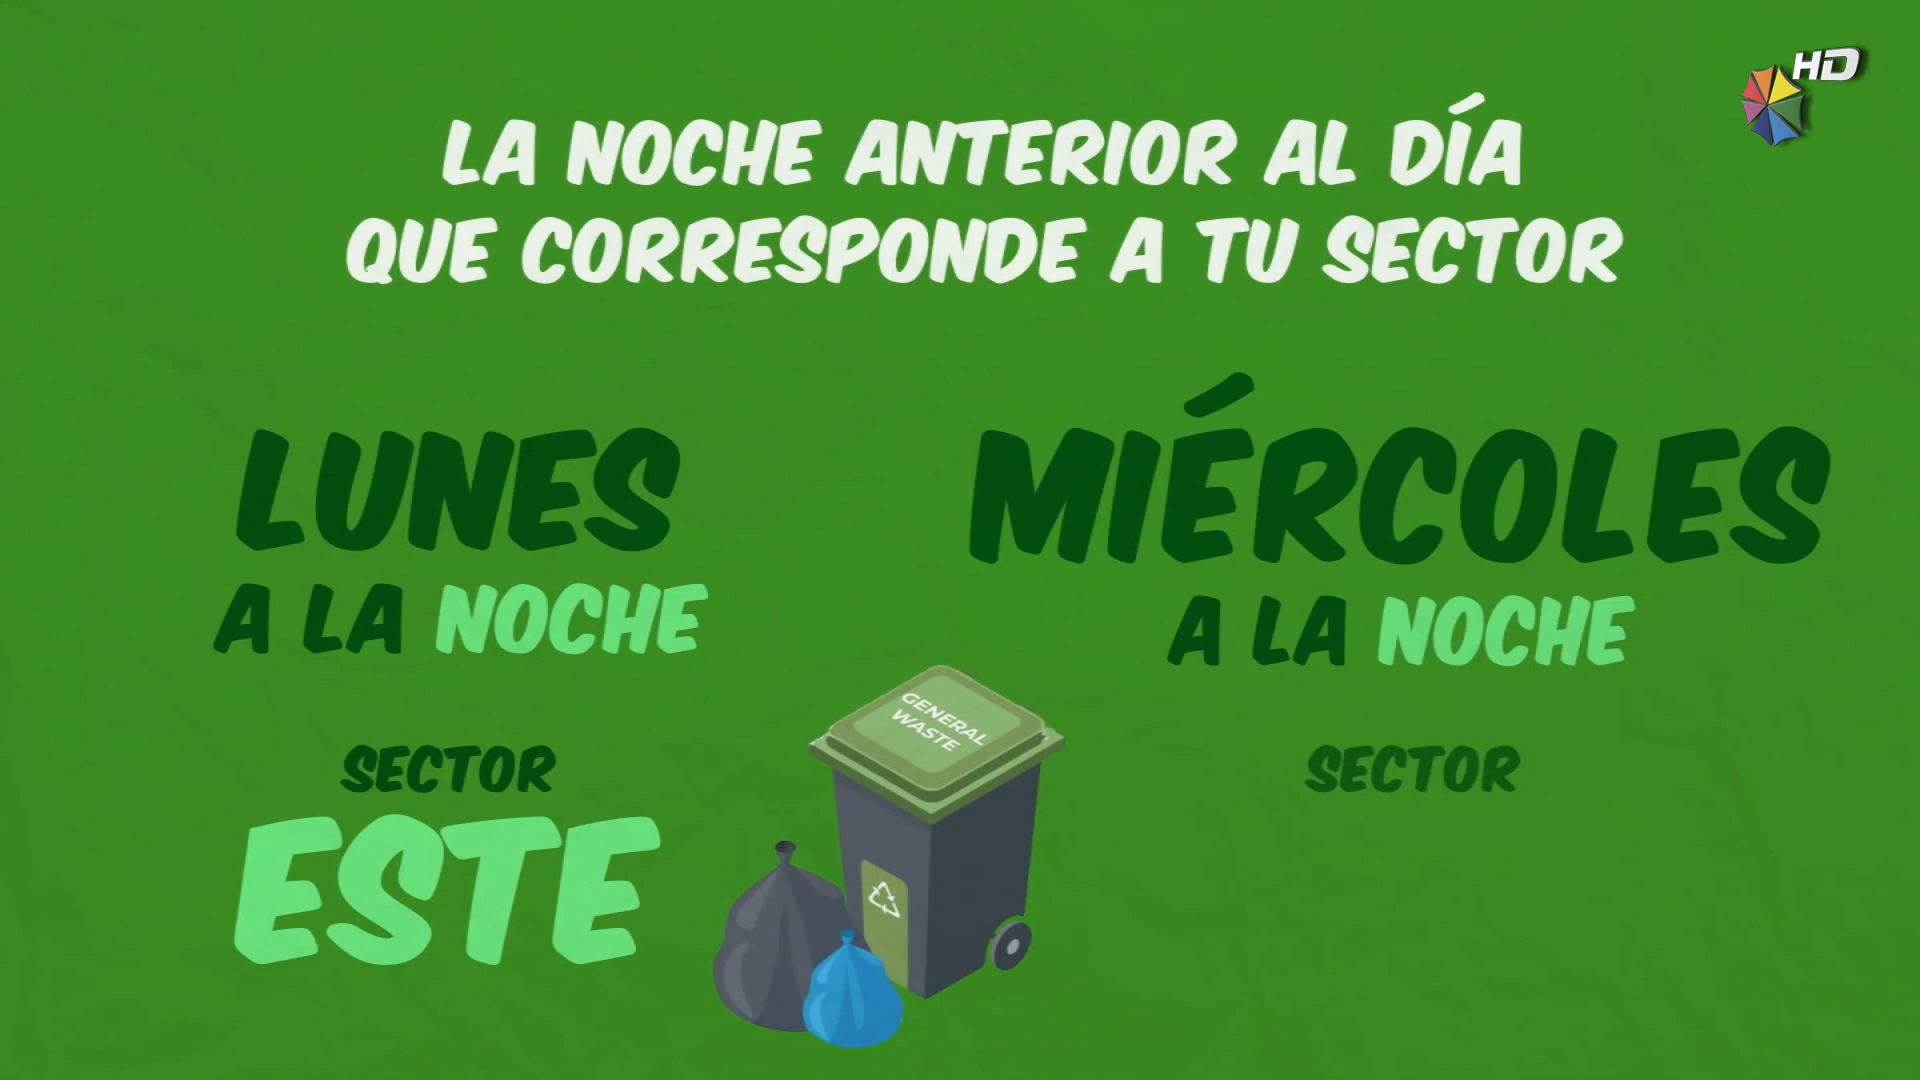 HD
LA NOCHE ANTERIOR AL DÍA
QUE CORRESPONDE A TU SECTOR
LUNES
A LA NOCHE
SECTOR
ESTE
MIÉRCOLES
A LA NOCHE
SECTOR
GENERAL
WASTE